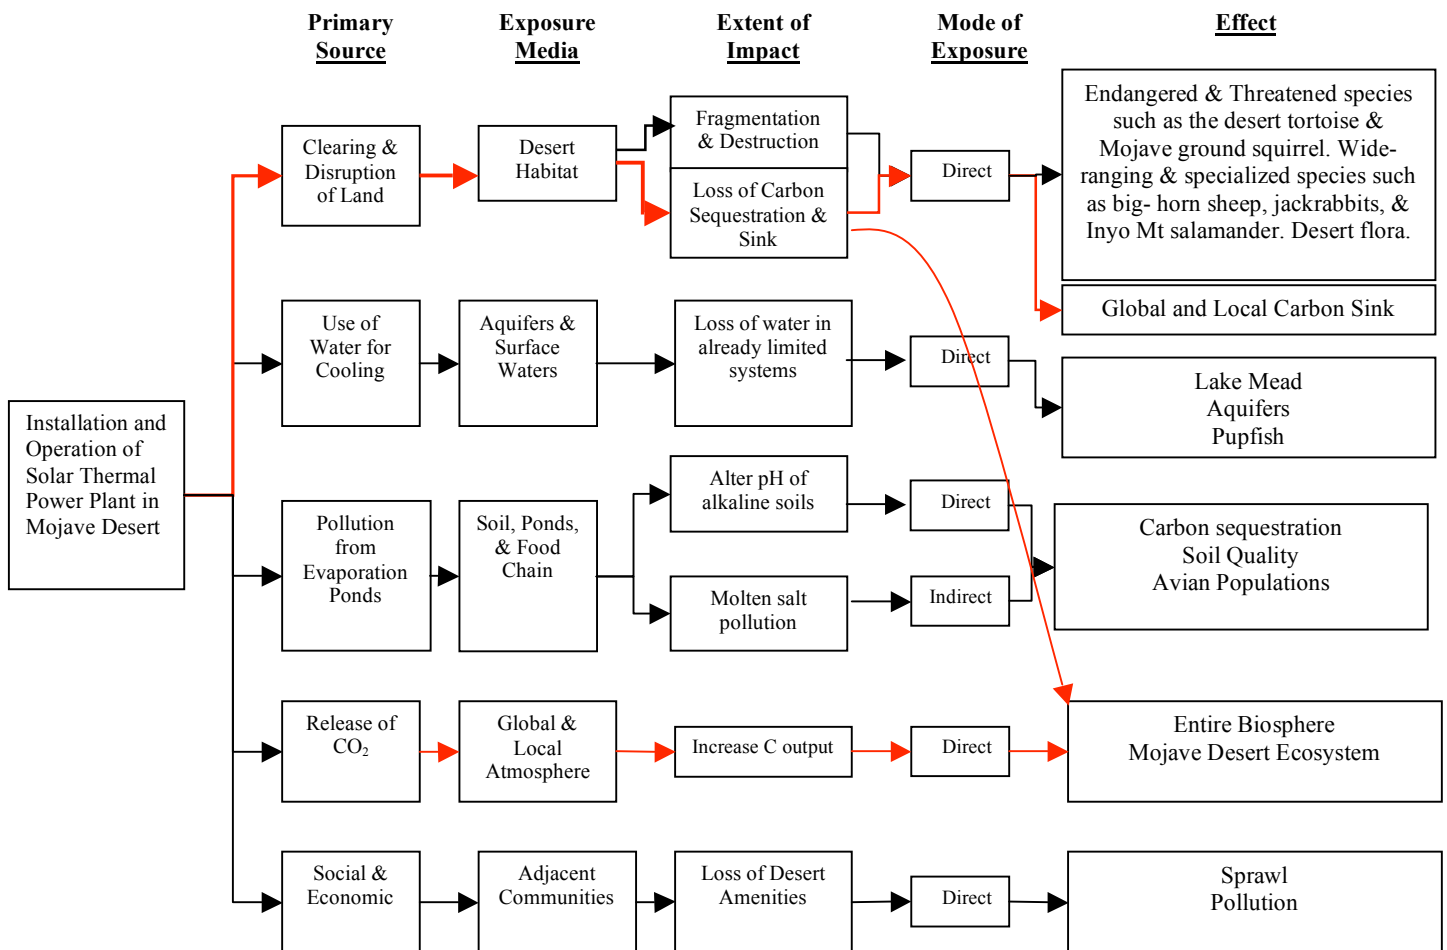 Primary
Source
Exposure
Media
Extent of
Impact
Mode of
Exposure
Effect
Installation and
Operation of
Solar Thermal
Power Plant in
Mojave Desert
Clearing &
Disruption
of Land
Desert
Habitat
Fragmentation
& Destruction
Loss of Carbon
Sequestration &
Sink
Direct
Endangered & Threatened species
such as the desert tortoise &
Mojave ground squirrel. Wide-
ranging & specialized species such
as big- horn sheep, jackrabbits, &
Inyo Mt salamander. Desert flora.
Global and Local Carbon Sink
Use of
Water for
Cooling
Aquifers &
Surface
Waters
Loss of water in
already limited
systems
Direct
Lake Mead
Aquifers
Pupfish
Pollution
from
Evaporation
Ponds
Soil, Ponds,
& Food
Chain
Alter pH of
alkaline soils
Direct
Molten salt
pollution
Indirect
Carbon sequestration
Soil Quality
Avian Populations
Release of
CO₂
Global &
Local
Atmosphere
Increase C output
Direct
Entire Biosphere
Mojave Desert Ecosystem
Social &
Economic
Adjacent
Communities
Loss of Desert
Amenities
Direct
Sprawl
Pollution